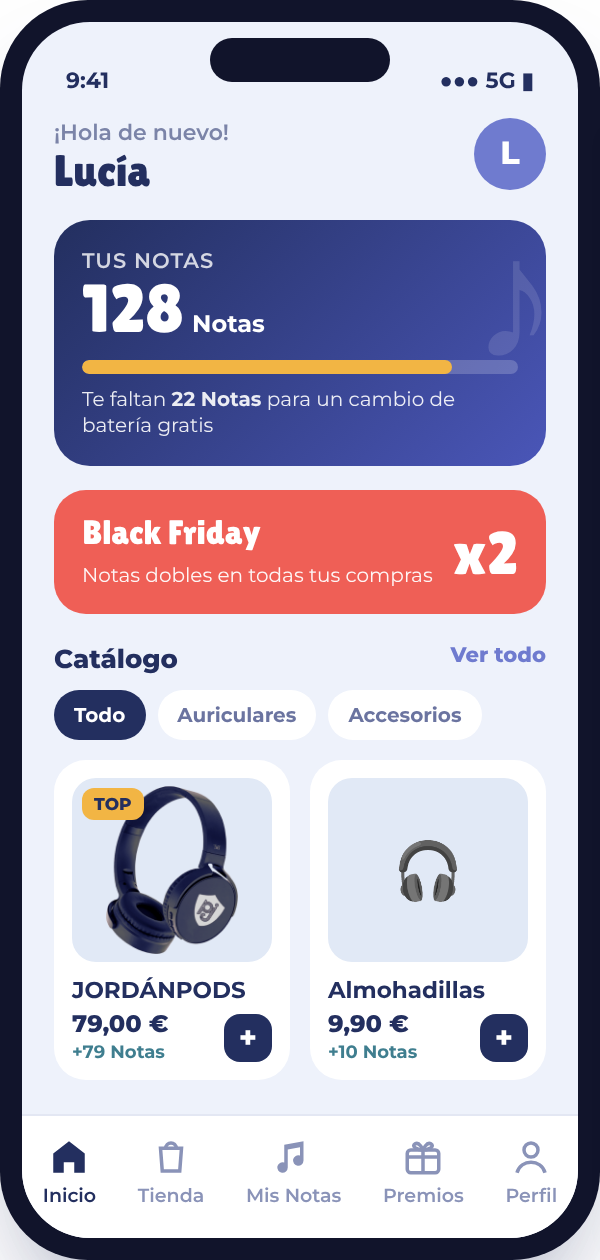 9:41
5G
¡Hola de nuevo!
Lucía
L
TUS NOTAS
128 Notas
Te faltan 22 Notas para un cambio de
batería gratis
Black Friday
Notas dobles en todas tus compras
x2
Catálogo
Ver todo
Todo
Auriculares
Accesorios
TOP
PJ
JORDÁNPODS
79,00 €
+79 Notas
+
Almohadillas
9,90 €
+10 Notas
+
Inicio
Tienda
Mis Notas
Premios
Perfil